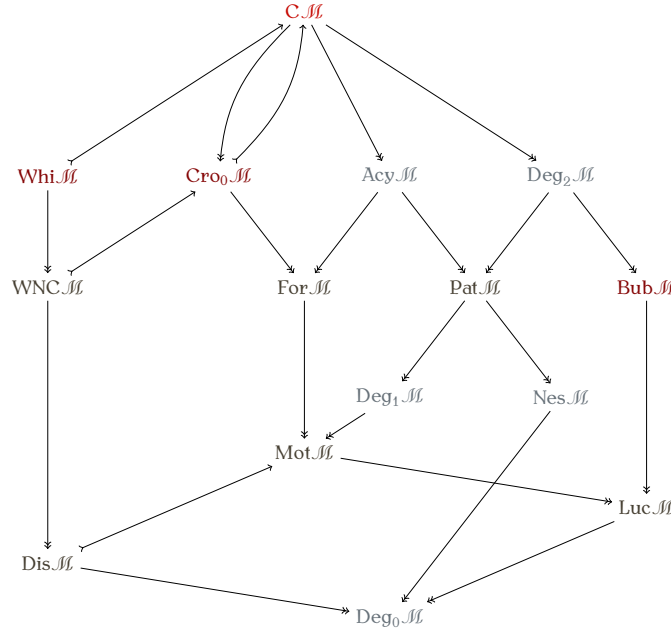 Cℳ
Whiℳ Cro₀ℳ Acyℳ Deg₂ℳ
WNCℳ Forℳ Patℳ Bubℳ
Deg₁ℳ Nesℳ
Motℳ
Lucℳ
Disℳ
Deg₀ℳ